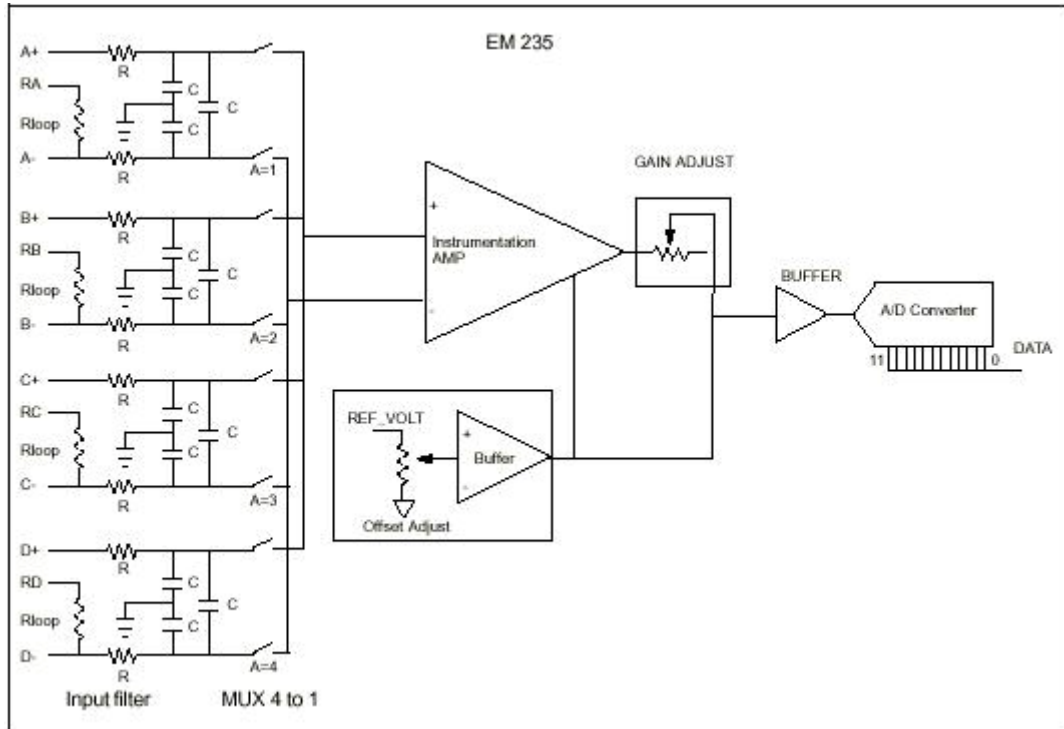 EM 235
A+
R
RA
C
Rloop
C
C
A-
R
A=1
B+
R
RB
C
Rloop
C
C
B-
R
A=2
C+
R
RC
C
Rloop
C
C
C-
R
A=3
D+
R
RD
C
Rloop
C
C
D-
R
A=4
Input filter
MUX 4 to 1
+
Instrumentation
AMP
-
GAIN ADJUST
BUFFER
A/D Converter
11
0
DATA
REF_VOLT
+
Buffer
-
Offset Adjust